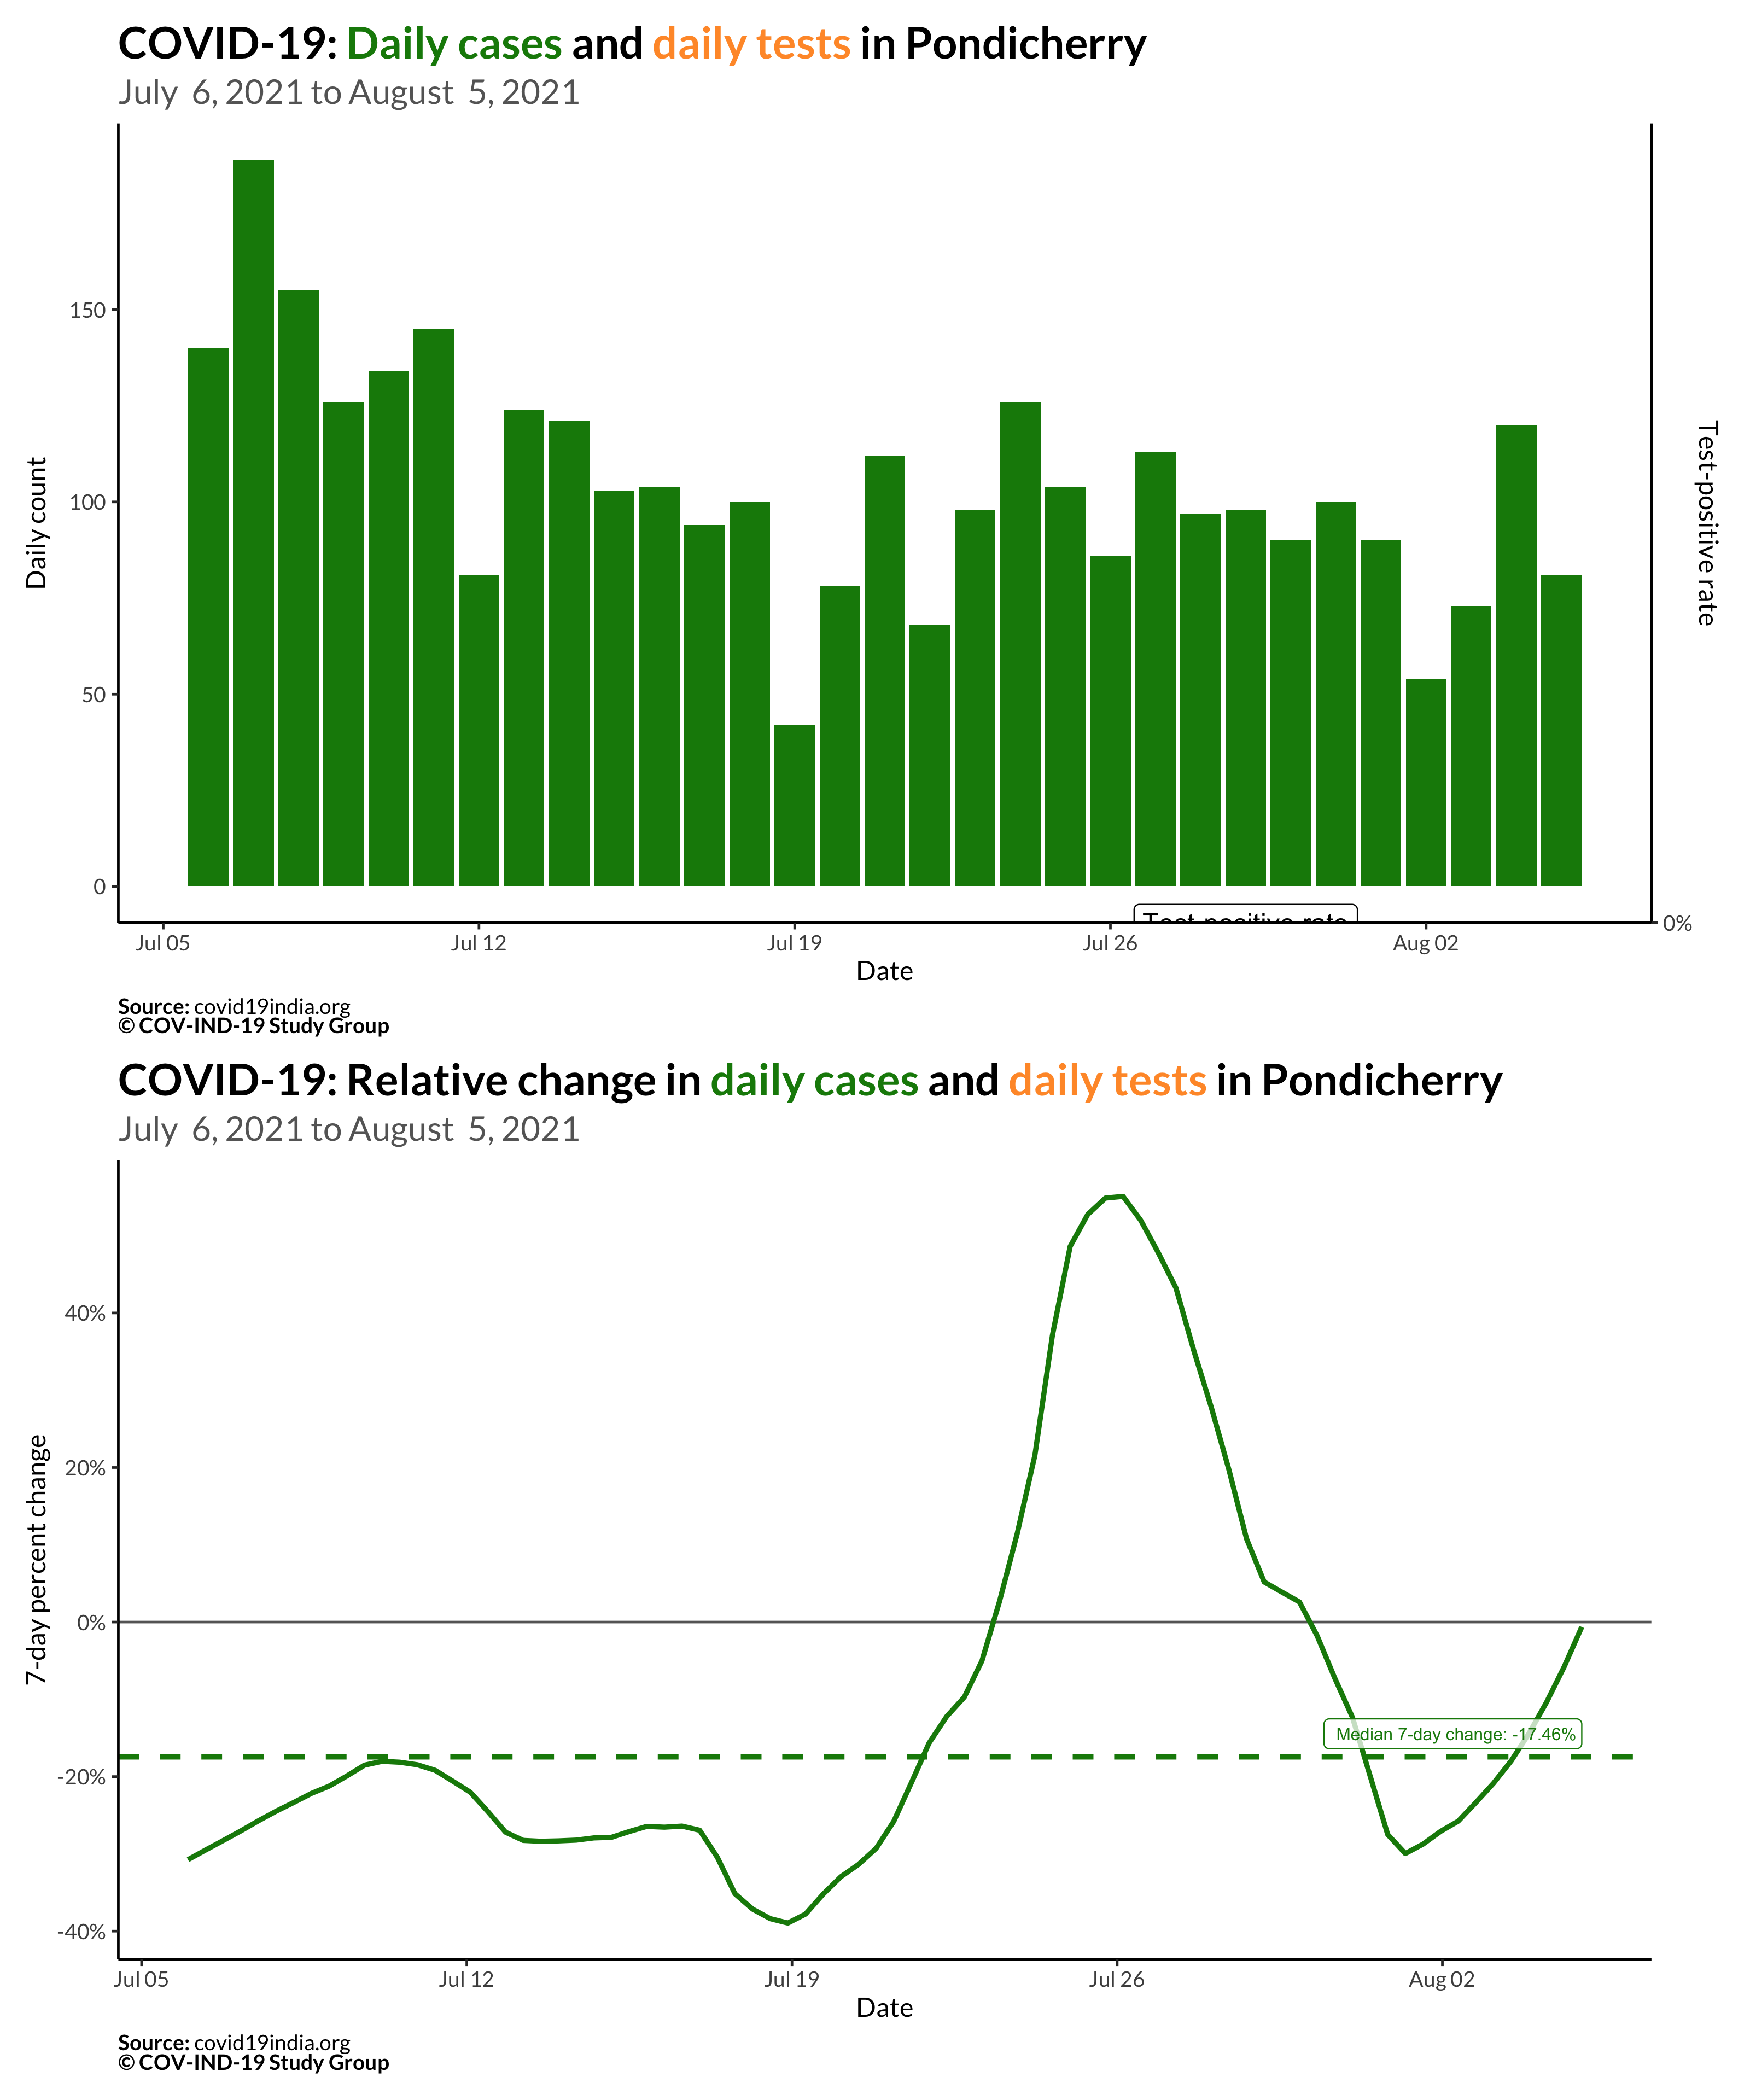 COVID-19: Daily cases and daily tests in Pondicherry
July 6, 2021 to August 5, 2021
150
100
50
0
Daily count
Test-positive rate
Test-positive rate
0%
Jul 05
Jul 12
Jul 19
Jul 26
Aug 02
Date
Source: covid19india.org
© COV-IND-19 Study Group
COVID-19: Relative change in daily cases and daily tests in Pondicherry
July 6, 2021 to August 5, 2021
40%
20%
0%
-20%
-40%
7-day percent change
Median 7-day change: -17.46%
Jul 05
Jul 12
Jul 19
Jul 26
Aug 02
Date
Source: covid19india.org
© COV-IND-19 Study Group